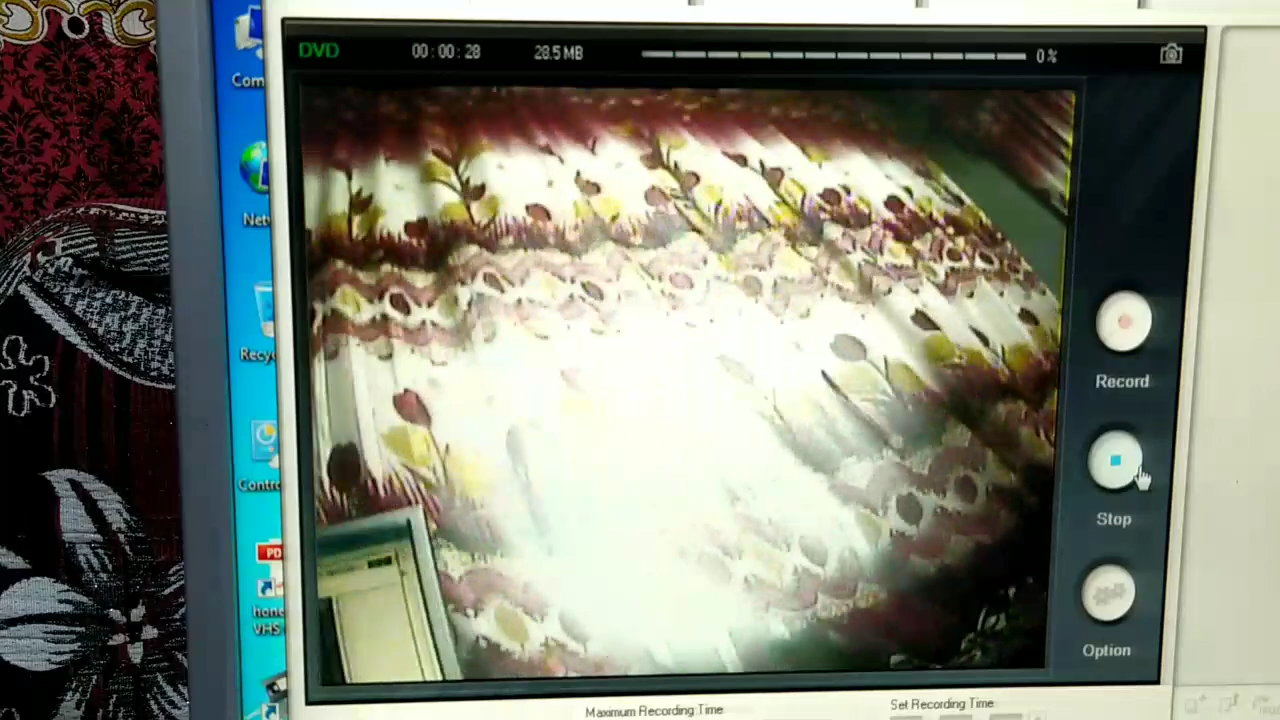 DVD 00:00:28 28.5 MB 0 %
Com
Net
Recy
Contr
PD
hone
VHS
Record
Stop
Option
Maximum Recording Time
Set Recording Time